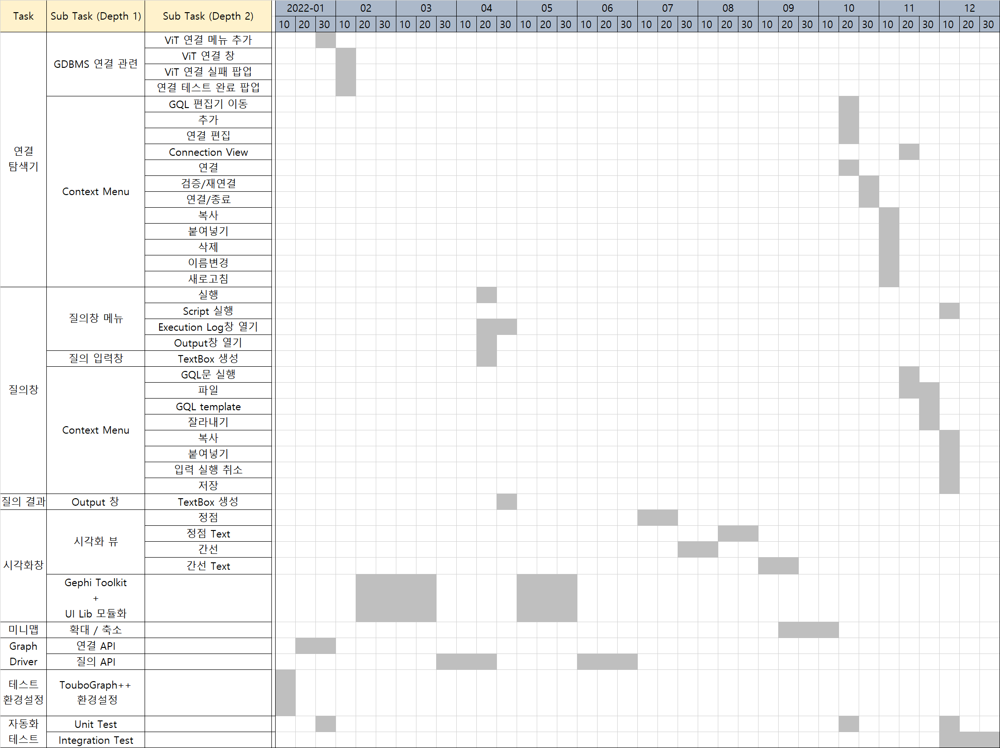 Task Sub Task (Depth 1) Sub Task (Depth 2) 2022-01 02 03 04 05 06 07 08 09 10 11 12
10 20 30 10 20 30 10 20 30 10 20 30 10 20 30 10 20 30 10 20 30 10 20 30 10 20 30 10 20 30 10 20 30 10 20 30
연결
탐색기
GDBMS 연결 관련
ViT 연결 메뉴 추가
ViT 연결 창
ViT 연결 실패 팝업
연결 테스트 완료 팝업
Context Menu
GQL 편집기 이동
추가
연결 편집
Connection View
연결
검증/재연결
연결/종료
복사
붙여넣기
삭제
이름변경
새로고침
질의창
질의창 메뉴
실행
Script 실행
Execution Log창 열기
Output창 열기
질의 입력창
TextBox 생성
Context Menu
GQL문 실행
파일
GQL template
잘라내기
복사
붙여넣기
입력 실행 취소
저장
질의 결과
Output 창
TextBox 생성
시각화창
시각화 뷰
정점
정점 Text
간선
간선 Text
Gephi Toolkit
+
UI Lib 모듈화
미니맵
확대 / 축소
Graph
Driver
연결 API
질의 API
테스트
환경설정
TouboGraph++
환경설정
자동화
테스트
Unit Test
Integration Test